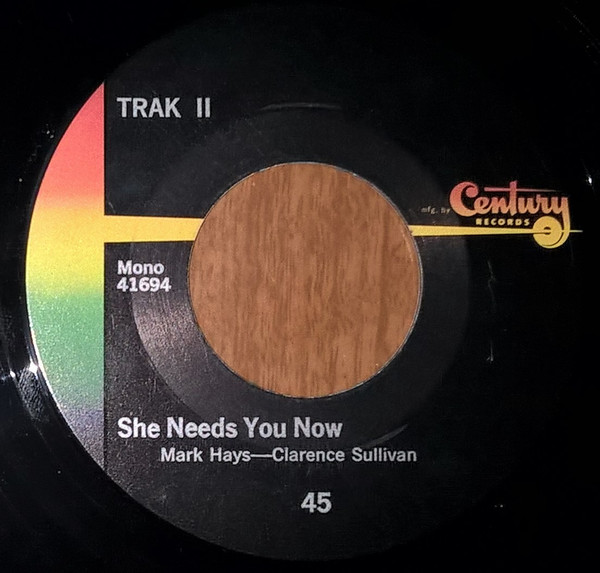 TRAK II
mfg. by Century
RECORDS
Mono
41694
She Needs You Now
Mark Hays—Clarence Sullivan
45